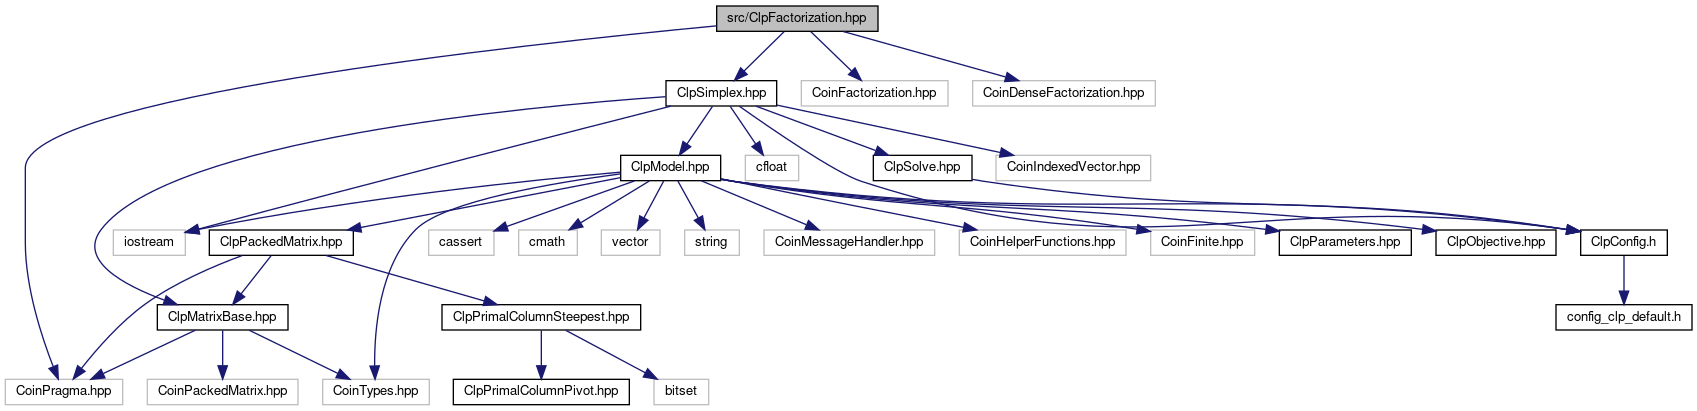 src/ClpFactorization.hpp
ClpSimplex.hpp
CoinFactorization.hpp
CoinDenseFactorization.hpp
ClpModel.hpp
cfloat
ClpSolve.hpp
CoinIndexedVector.hpp
iostream
ClpPackedMatrix.hpp
cassert
cmath
vector
string
CoinMessageHandler.hpp
CoinHelperFunctions.hpp
CoinFinite.hpp
ClpParameters.hpp
ClpObjective.hpp
ClpConfig.h
ClpMatrixBase.hpp
ClpPrimalColumnSteepest.hpp
config_clp_default.h
CoinPragma.hpp
CoinPackedMatrix.hpp
CoinTypes.hpp
ClpPrimalColumnPivot.hpp
bitset